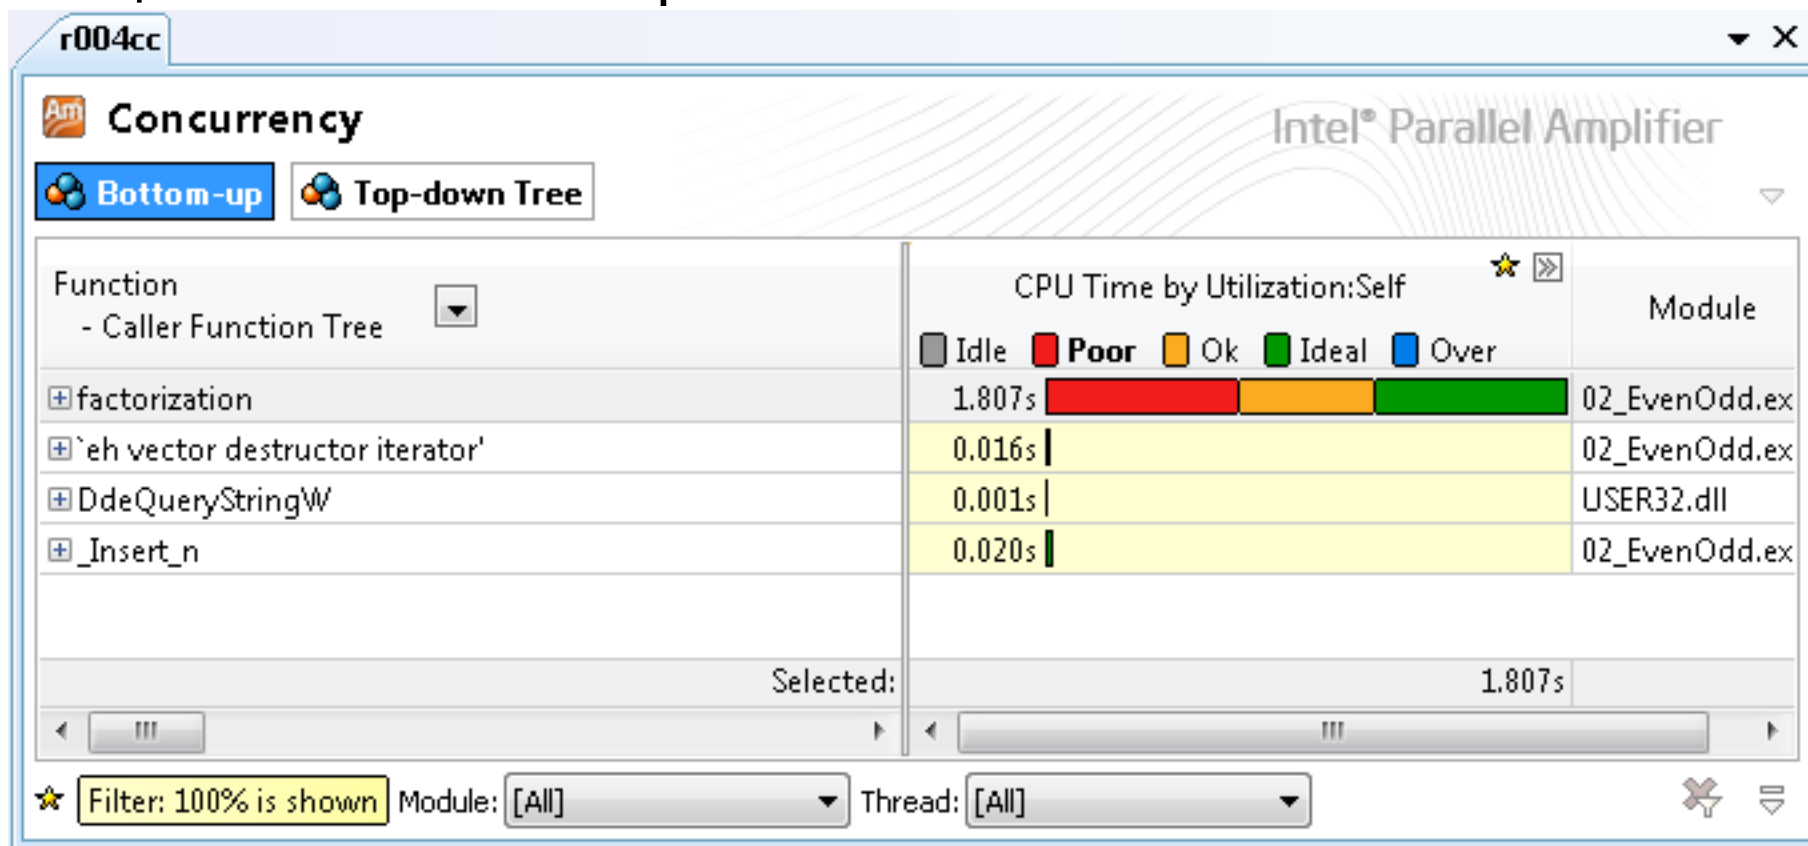 r004cc
Am Concurrency
Intel® Parallel Amplifier
Bottom-up Top-down Tree
Function
- Caller Function Tree
CPU Time by Utilization:Self
Idle Poor Ok Ideal Over
Module
factorization 1.807s 02_EvenOdd.ex
`eh vector destructor iterator' 0.016s 02_EvenOdd.ex
DdeQueryStringW 0.001s USER32.dll
_Insert_n 0.020s 02_EvenOdd.ex
Selected: 1.807s
Filter: 100% is shown Module: [All] Thread: [All]